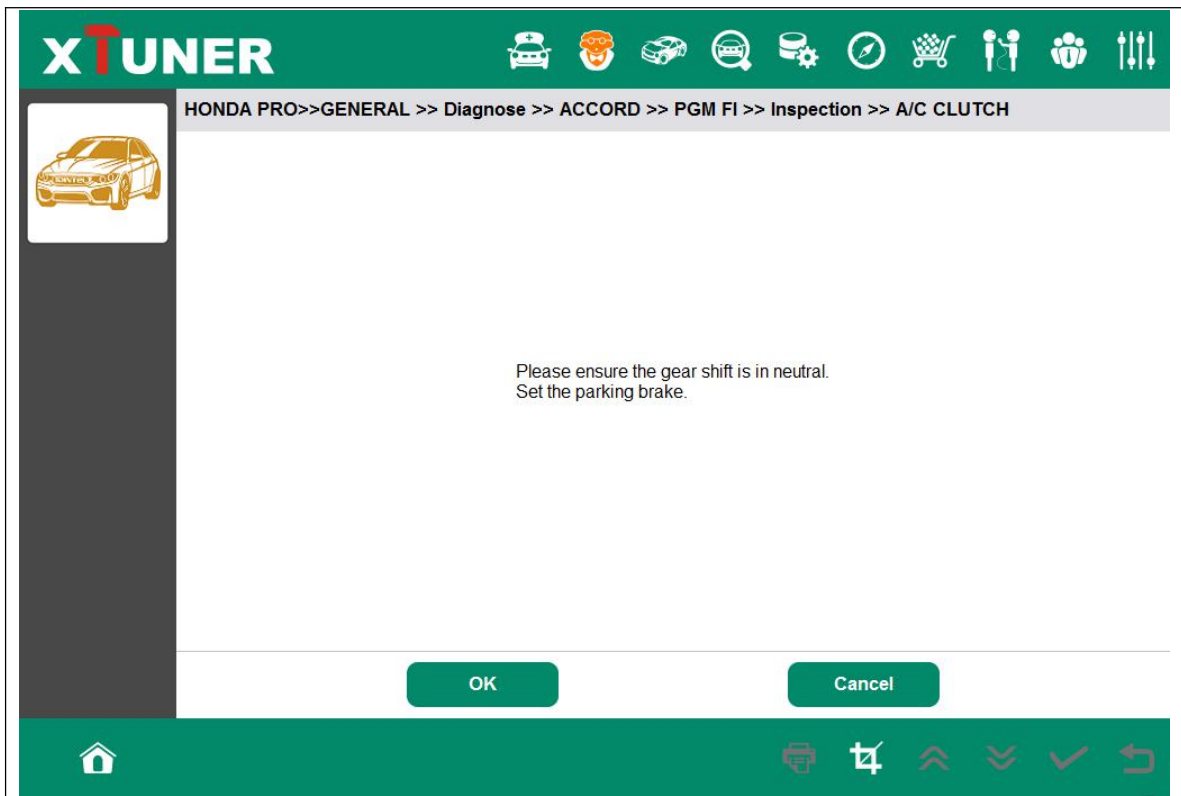 XTUNER
HONDA PRO>>GENERAL >> Diagnose >> ACCORD >> PGM FI >> Inspection >> A/C CLUTCH
Please ensure the gear shift is in neutral.
Set the parking brake.
OK
Cancel